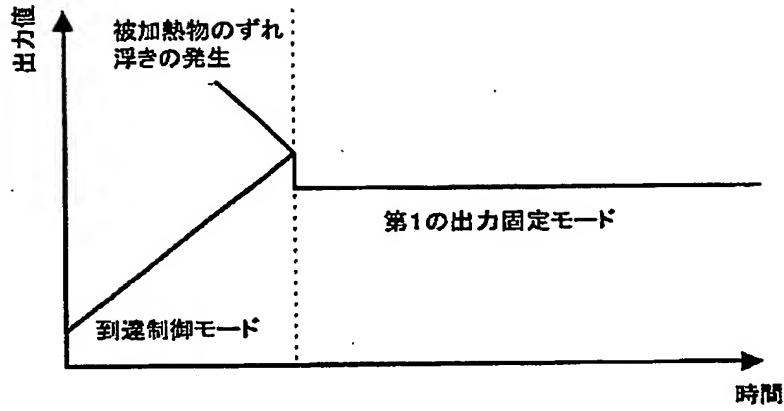 出力値
被加熱物のずれ
浮きの発生
第1の出力固定モード
到達制御モード
時間